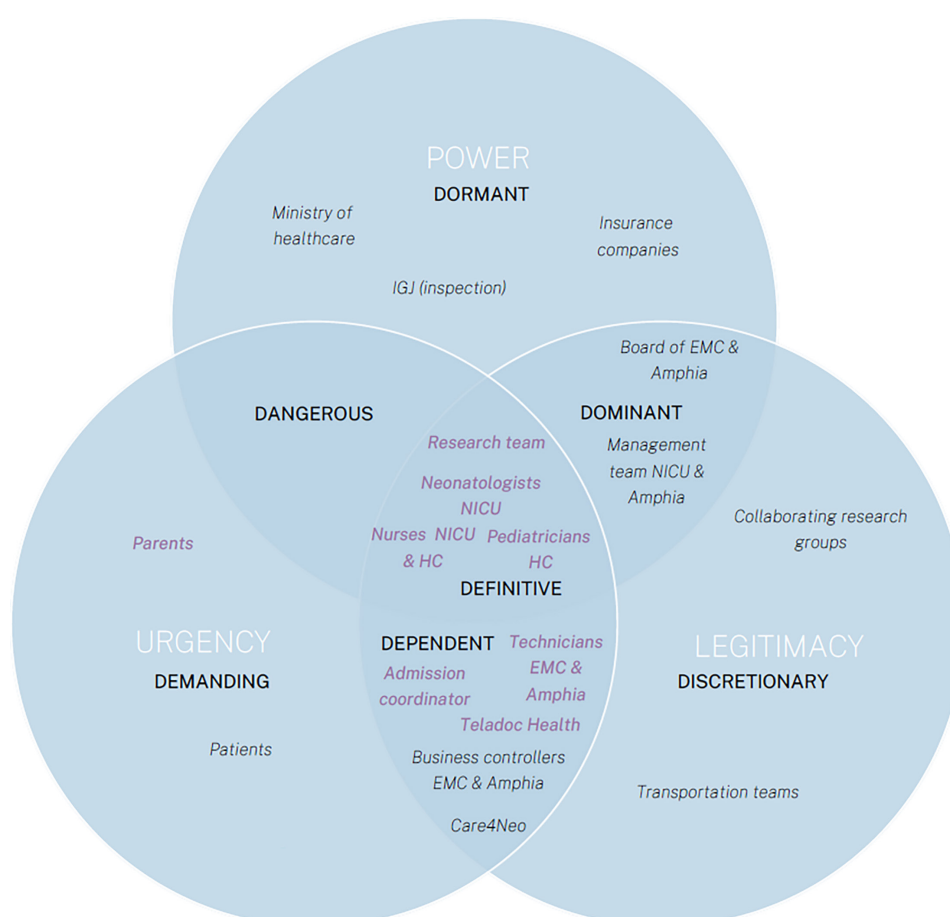 POWER
DORMANT
Ministry of
healthcare
Insurance
companies
IGJ (inspection)
Board of EMC &
Amphia
DANGEROUS
DOMINANT
Management
team NICU &
Amphia
Research team
Neonatologists
NICU
Nurses NICU
& HC
Pediatricians
HC
DEFINITIVE
Collaborating research
groups
Parents
URGENCY
DEMANDING
Patients
DEPENDENT
Technicians
EMC &
Amphia
Admission
coordinator
Teladoc Health
Business controllers
EMC & Amphia
Care4Neo
LEGITIMACY
DISCRETIONARY
Transportation teams